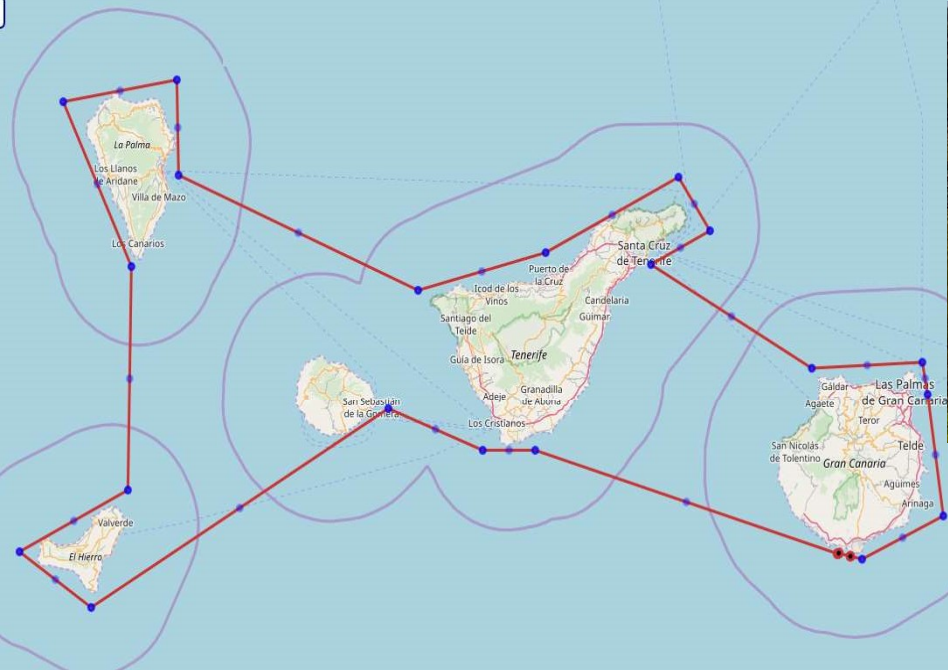 La Palma
Los Llanos
de Aridane
Villa de Mazo
Los Canarios
Santa Cruz
de Tenerife
Puerto de
la Cruz
Icod de los
Vinos
Candelaria
Güímar
Santiago del
Teide
Tenerife
Guía de Isora
Granadilla
de Abona
Adeje
San Sebastián
de la Gomera
Los Cristianos
Gáldar
Las Palmas
de Gran Canaria
Agaete
Teror
San Nicolás
de Tolentino
Telde
Gran Canaria
Agüimes
Arinaga
Valverde
El Hierro